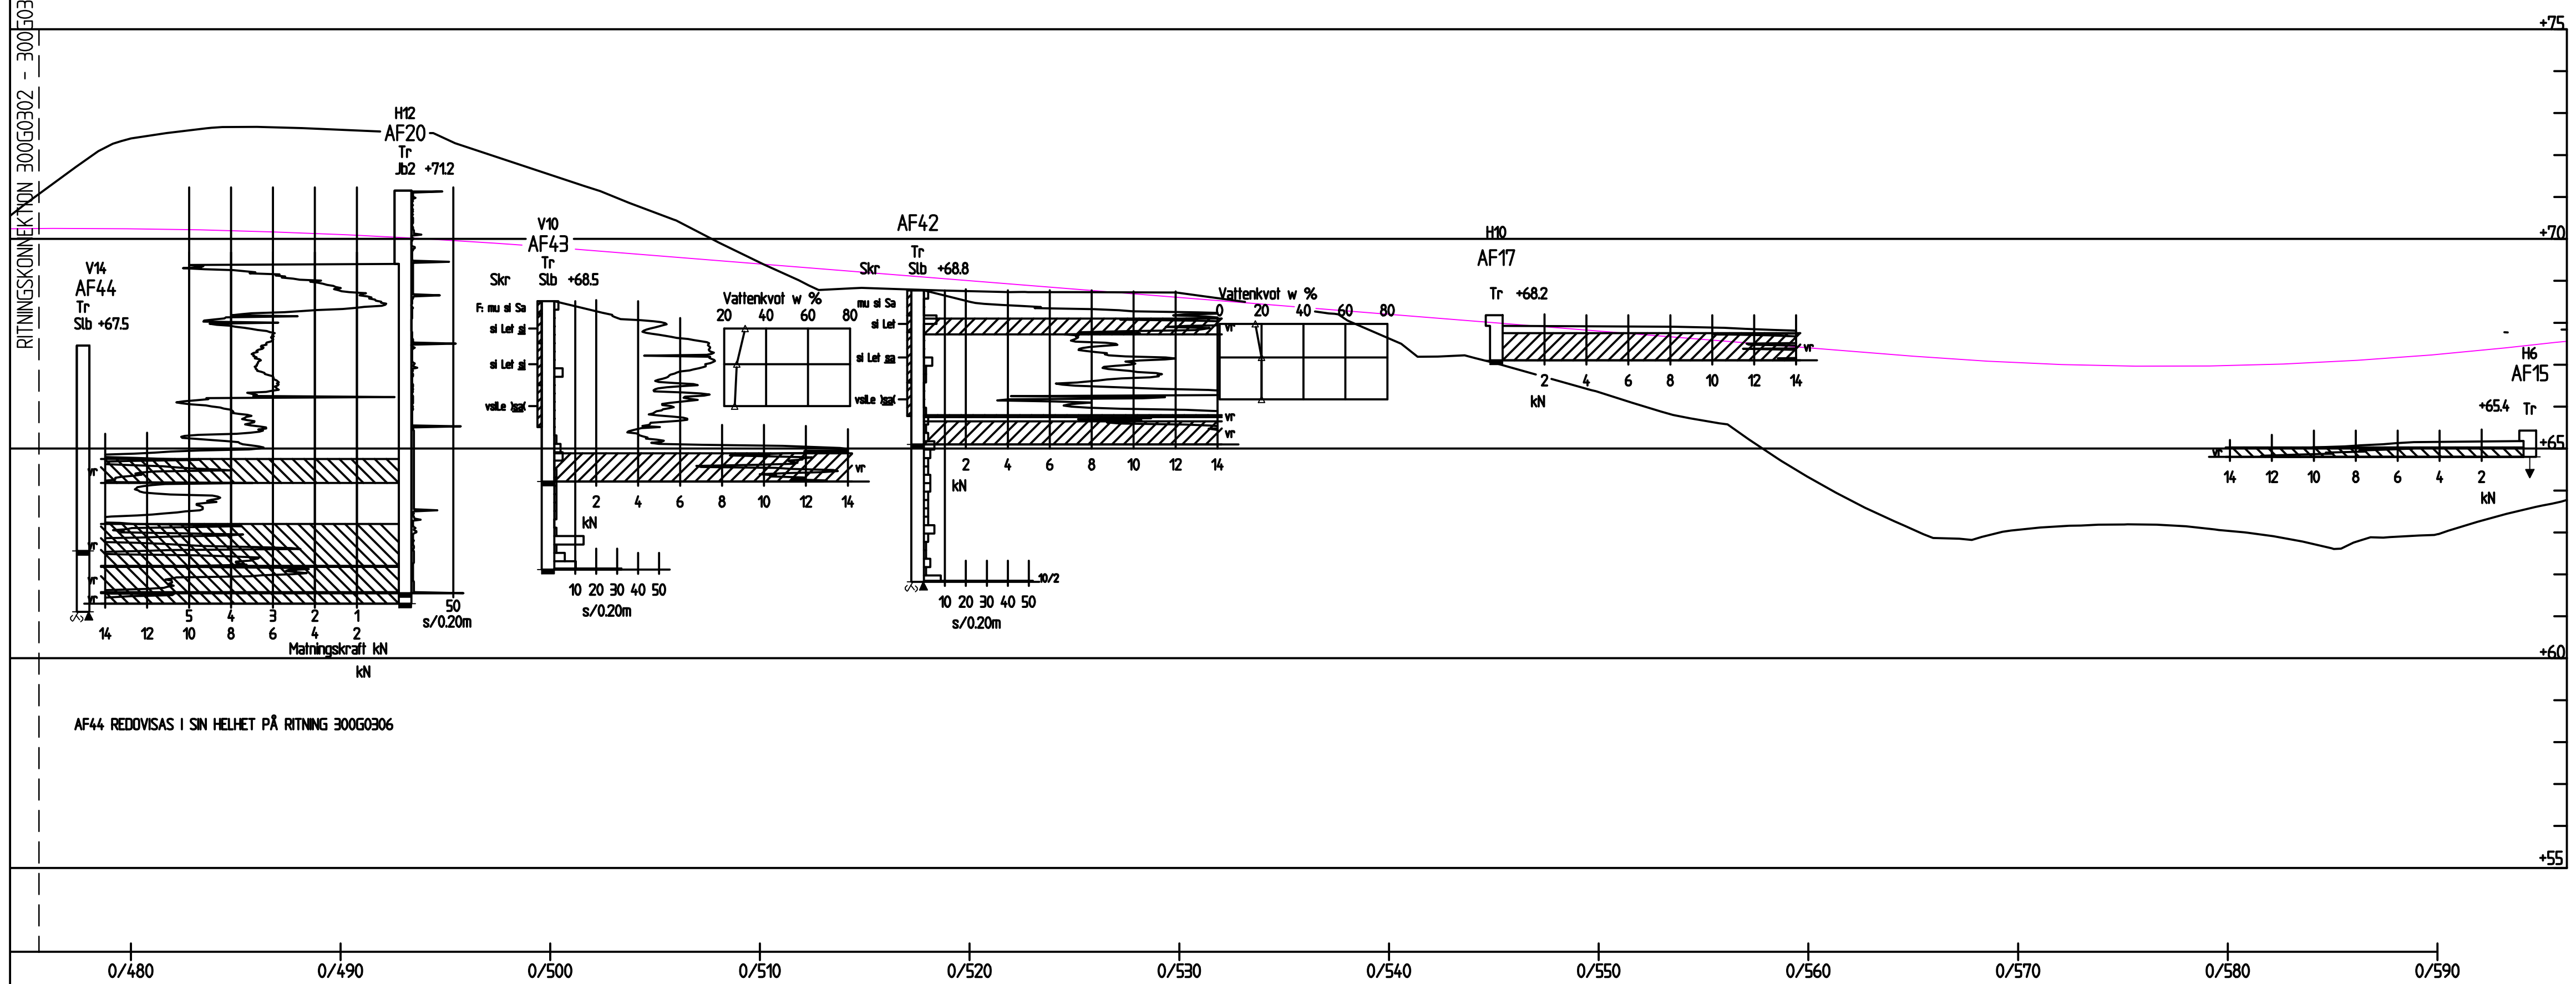 RITNINGSKONNEKTION 300G0302 - 300G03
+75
+70
+65
+60
+55
H12
AF20
Tr
Jb2 +71.2
V14
AF44
Tr
Slb +67.5
vr
vr
vr
vr
5 4 3 2 1
14 12 10 8 6 4 2
Matningskraft kN
kN
50
s/0.20m
V10
AF43
Tr
Skr Slb +68.5
F: mu si Sa
si Let si
si Let si
vsiLe )sa(
Vattenkvot w %
20 40 60 80
vr
2 4 6 8 10 12 14
kN
10 20 30 40 50
s/0.20m
AF42
Tr
Skr Slb +68.8
mu si Sa
si Let
si Let sa
vsiLe )sa(
Vattenkvot w %
0 20 40 60 80
vr
vr
vr
2 4 6 8 10 12 14
kN
10/2
10 20 30 40 50
s/0.20m
H10
AF17
Tr +68.2
vr
2 4 6 8 10 12 14
kN
-
H6
AF15
+65.4 Tr
vr
14 12 10 8 6 4 2
kN
AF44 REDOVISAS I SIN HELHET PÅ RITNING 300G0306
0/480 0/490 0/500 0/510 0/520 0/530 0/540 0/550 0/560 0/570 0/580 0/590